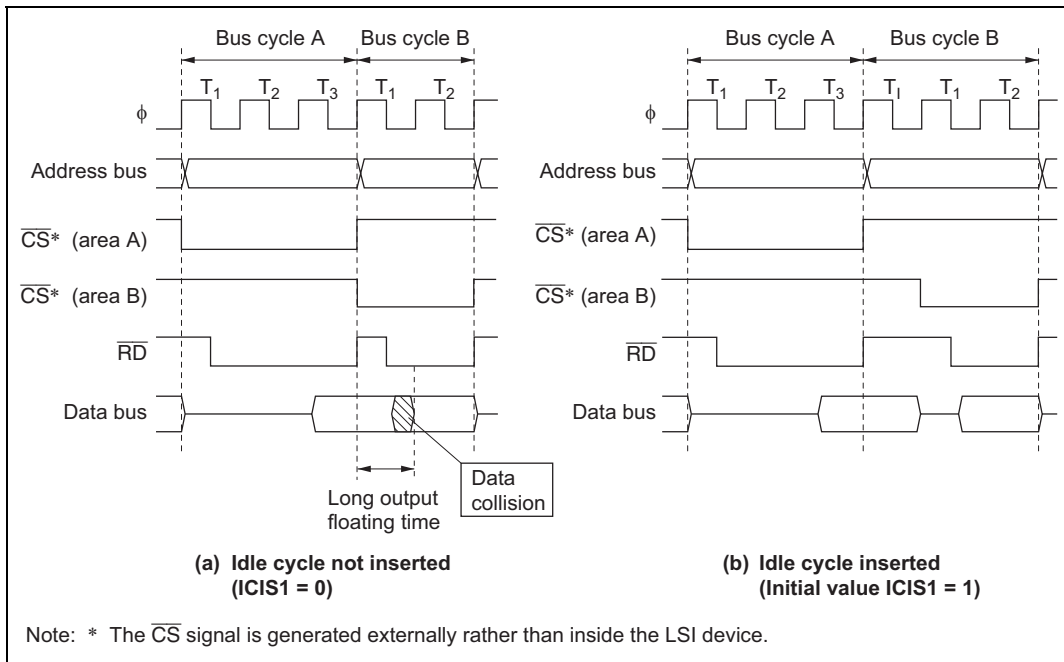 Bus cycle A Bus cycle B
T1 T2 T3 T1 T2
ϕ
Address bus
CS* (area A)
CS* (area B)
RD
Data bus
Long output
floating time
Data
collision
(a) Idle cycle not inserted
(ICIS1 = 0)
Bus cycle A Bus cycle B
T1 T2 T3 TI T1 T2
ϕ
Address bus
CS* (area A)
CS* (area B)
RD
Data bus
(b) Idle cycle inserted
(Initial value ICIS1 = 1)
Note: * The CS signal is generated externally rather than inside the LSI device.